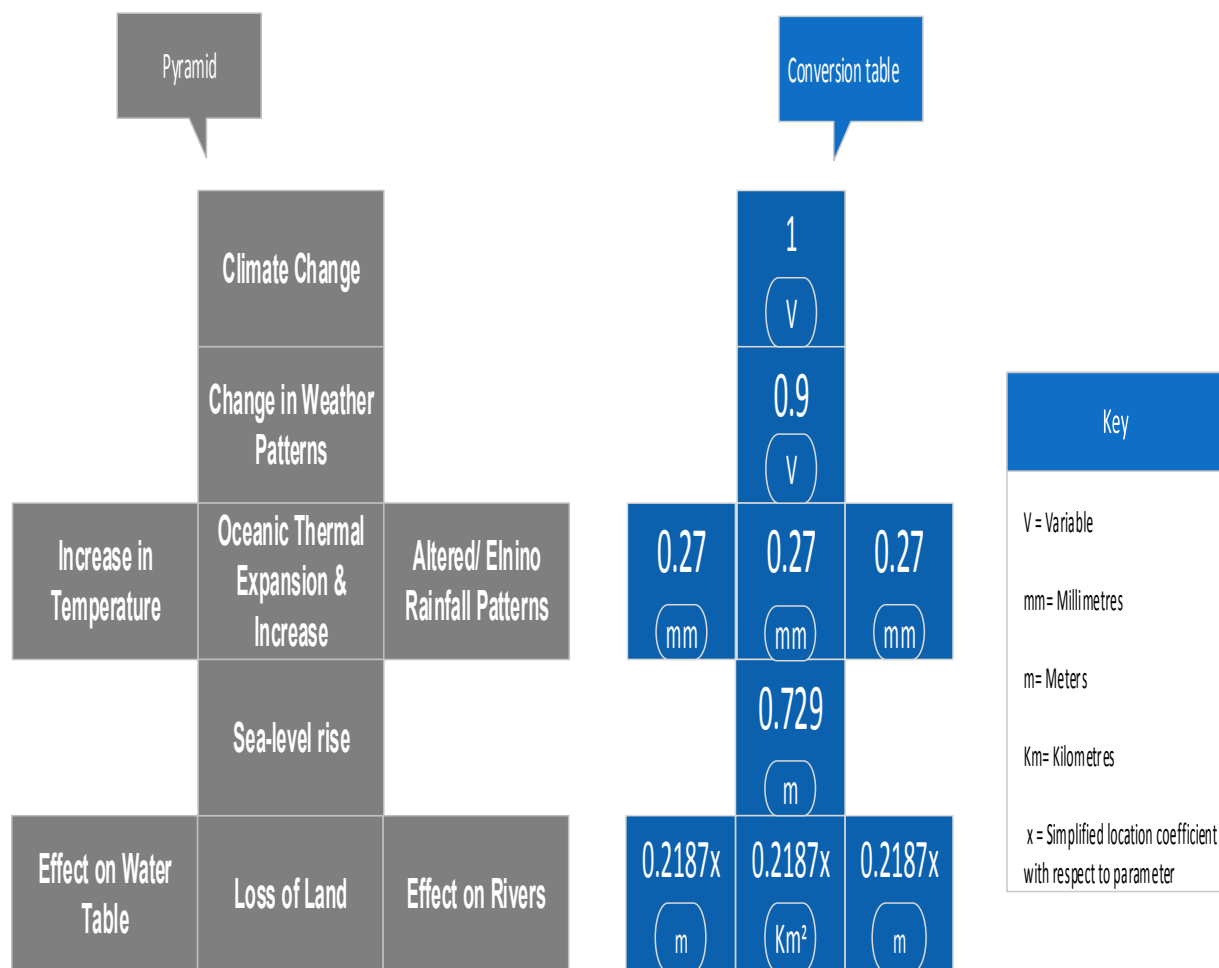 Pyramid
Conversion table
Climate Change
1
V
Change in Weather
Patterns
0.9
V
Key
V = Variable
mm= Millimetres
m= Meters
Km= Kilometres
x = Simplified location coefficient
with respect to parameter
Increase in
Temperature
Oceanic Thermal
Expansion &
Increase
Altered/ Elnino
Rainfall Patterns
0.27
mm
0.27
mm
0.27
mm
Sea-level rise
0.729
m
Effect on Water
Table
Loss of Land
Effect on Rivers
0.2187x
m
0.2187x
Km²
0.2187x
m